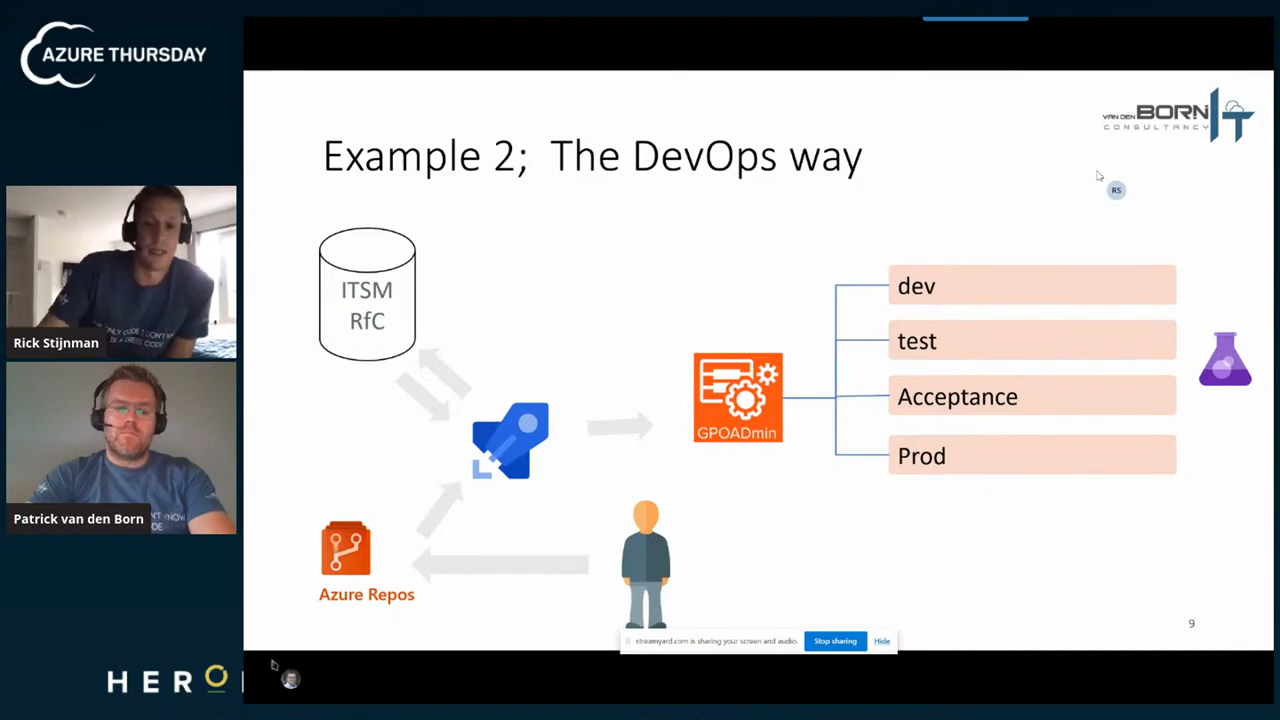 AZURE THURSDAY
VAN DEN BORN IT
CONSULTANCY
Example 2; The DevOps way
RS
ITSM
RfC
dev
test
Acceptance
Prod
GPOADmin
Azure Repos
Rick Stijnman
Patrick van den Born
9
streamyard.com is sharing your screen and audio.
Stop sharing
Hide
HERO